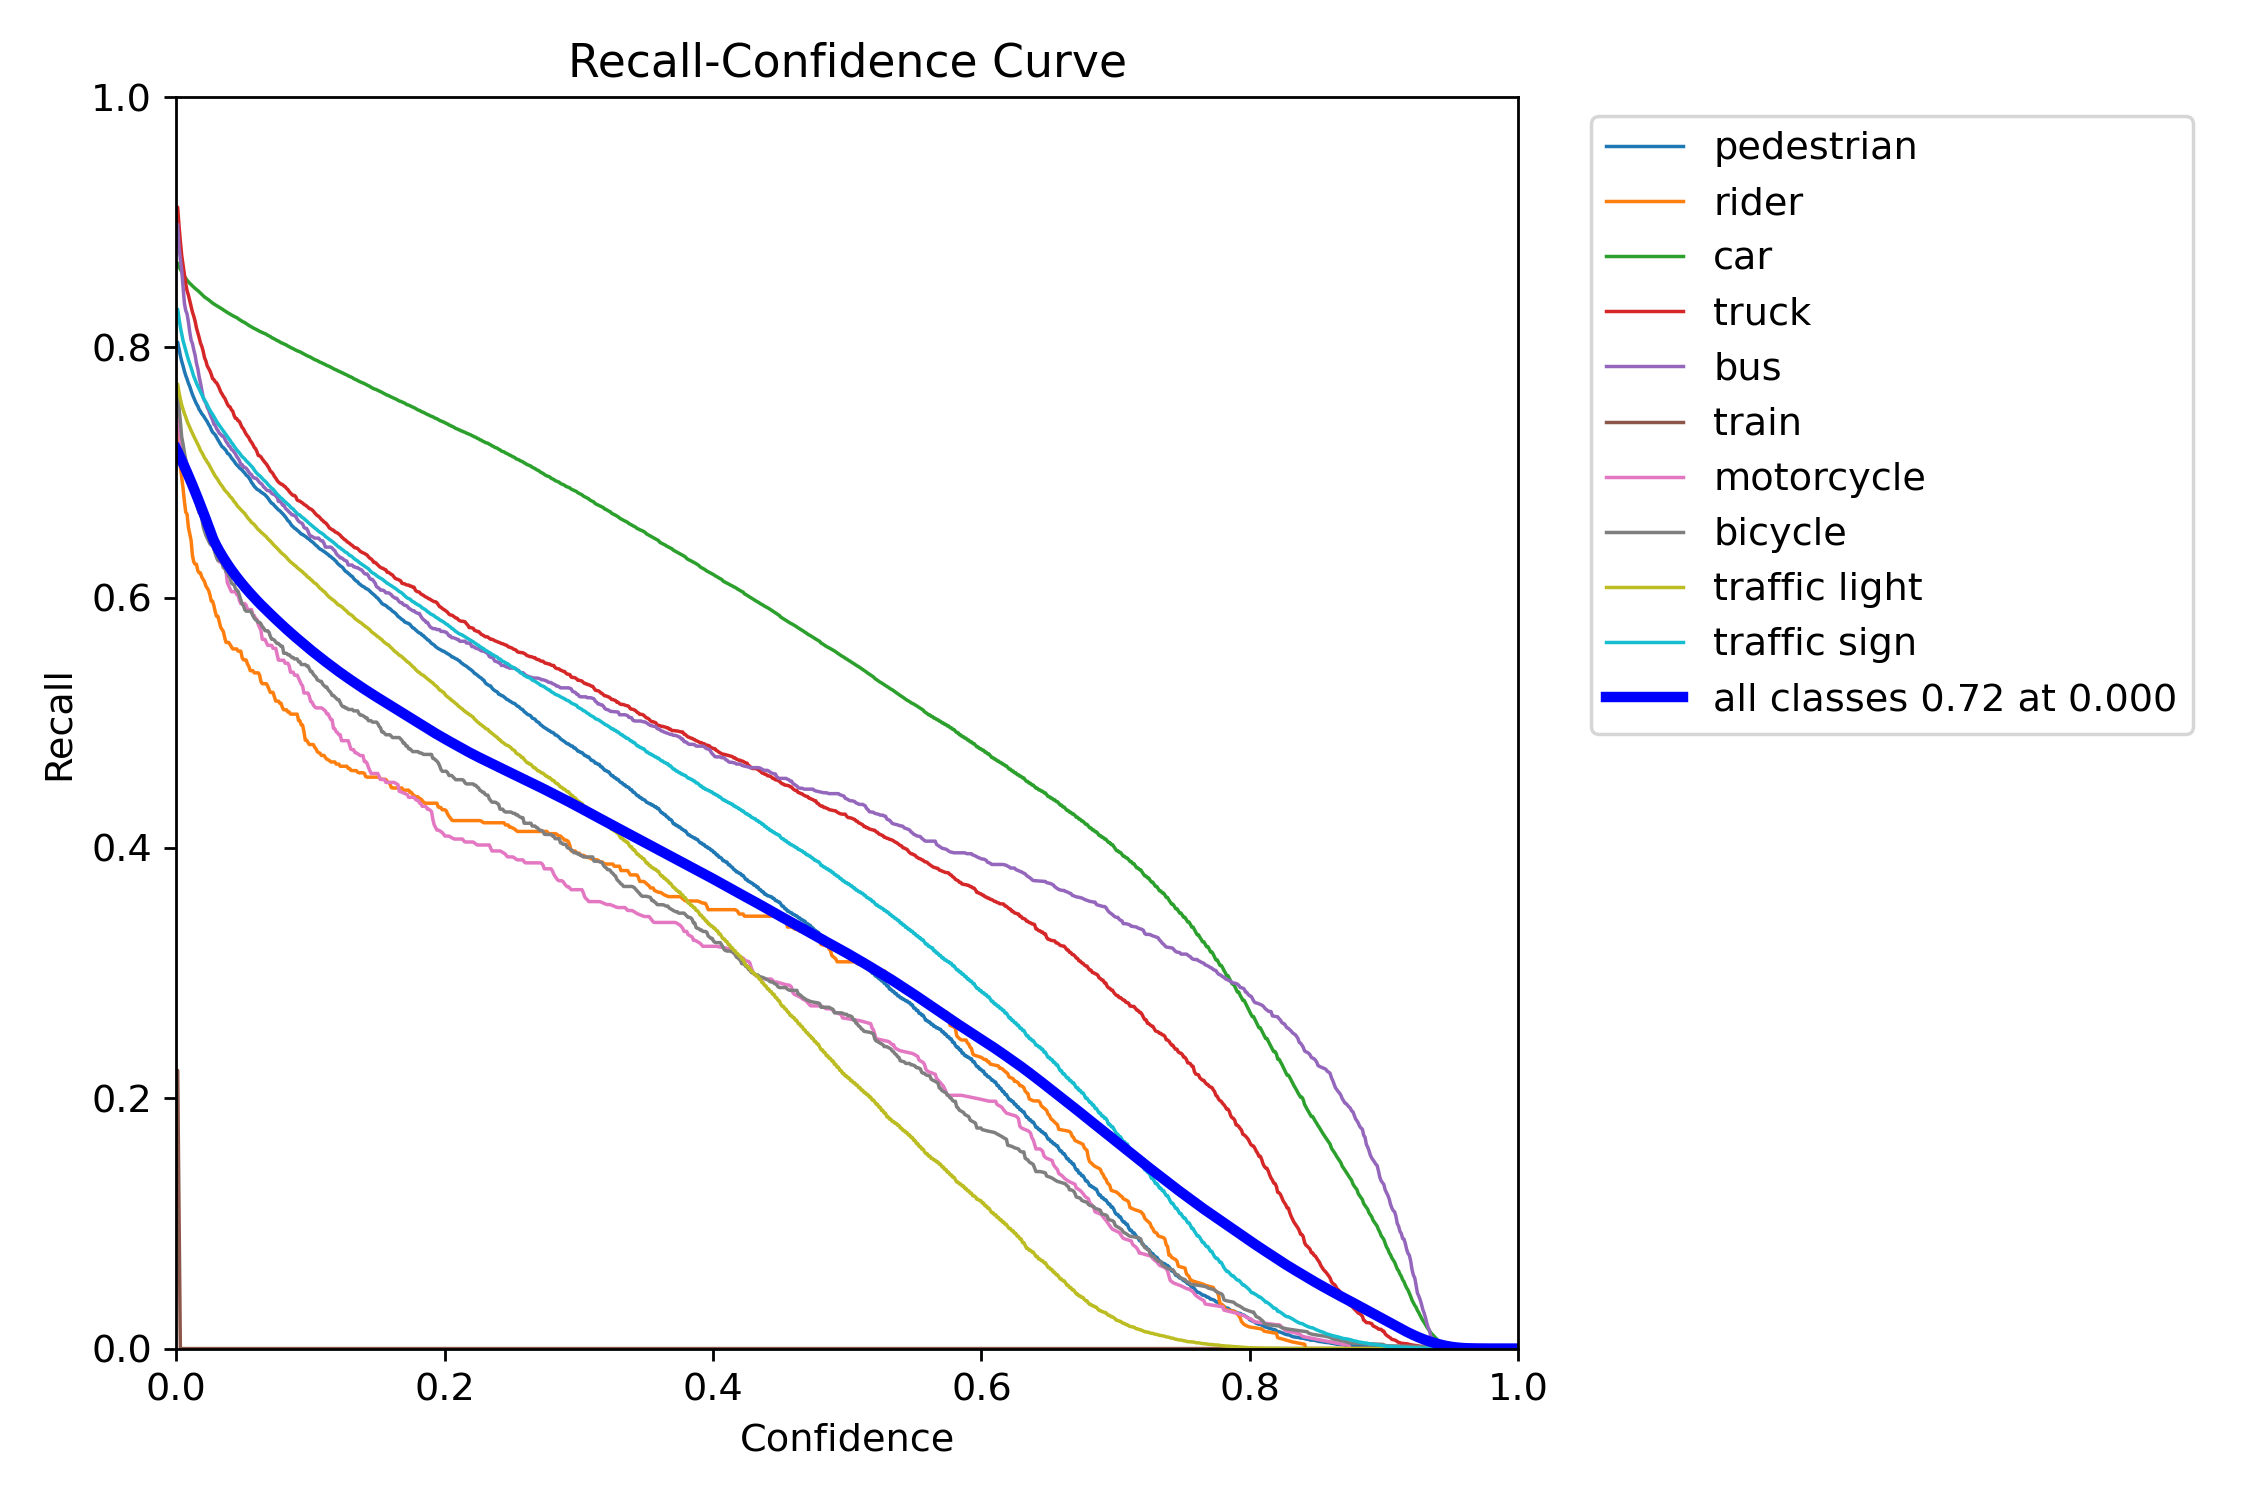 Recall-Confidence Curve
1.0
0.8
0.6
0.4
0.2
0.0
Recall
0.0 0.2 0.4 0.6 0.8 1.0
Confidence
pedestrian
rider
car
truck
bus
train
motorcycle
bicycle
traffic light
traffic sign
all classes 0.72 at 0.000